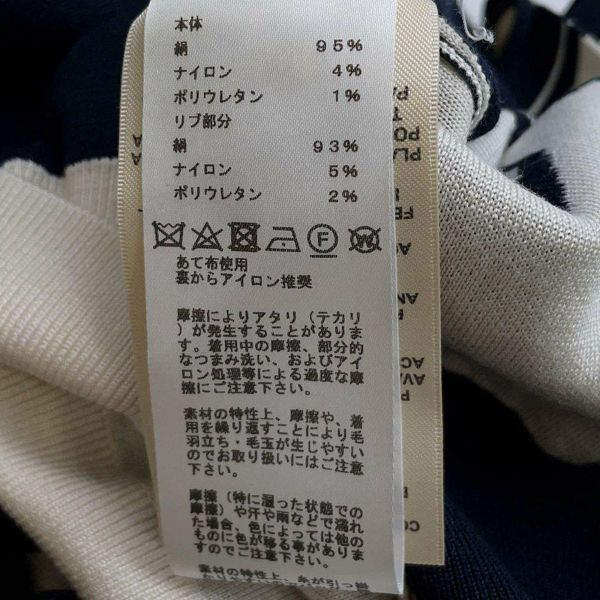 本体
絹 95%
ナイロン 4%
ポリウレタン 1%
リブ部分
絹 93%
ナイロン 5%
ポリウレタン 2%
F
W
あて布使用
裏からアイロン推奨
摩擦によりアタリ（テカリ
）が発生することがありま
す。着用中の摩擦、部分的
なつまみ洗い、およびアイ
ロン処理等による過度な摩
擦にご注意下さい。
素材の特性上、摩擦や、着
用を繰り返すことにより毛
羽立ち・毛玉が生じやすい
のでお取り扱いにはご注意
下さい。
摩擦（特に湿った状態での
摩擦）や汗や雨などで濡れ
た場合、色によっては他の
ものに色が移る事がありま
すのでご注意下さい。
素材の特性上、糸が引っ掛